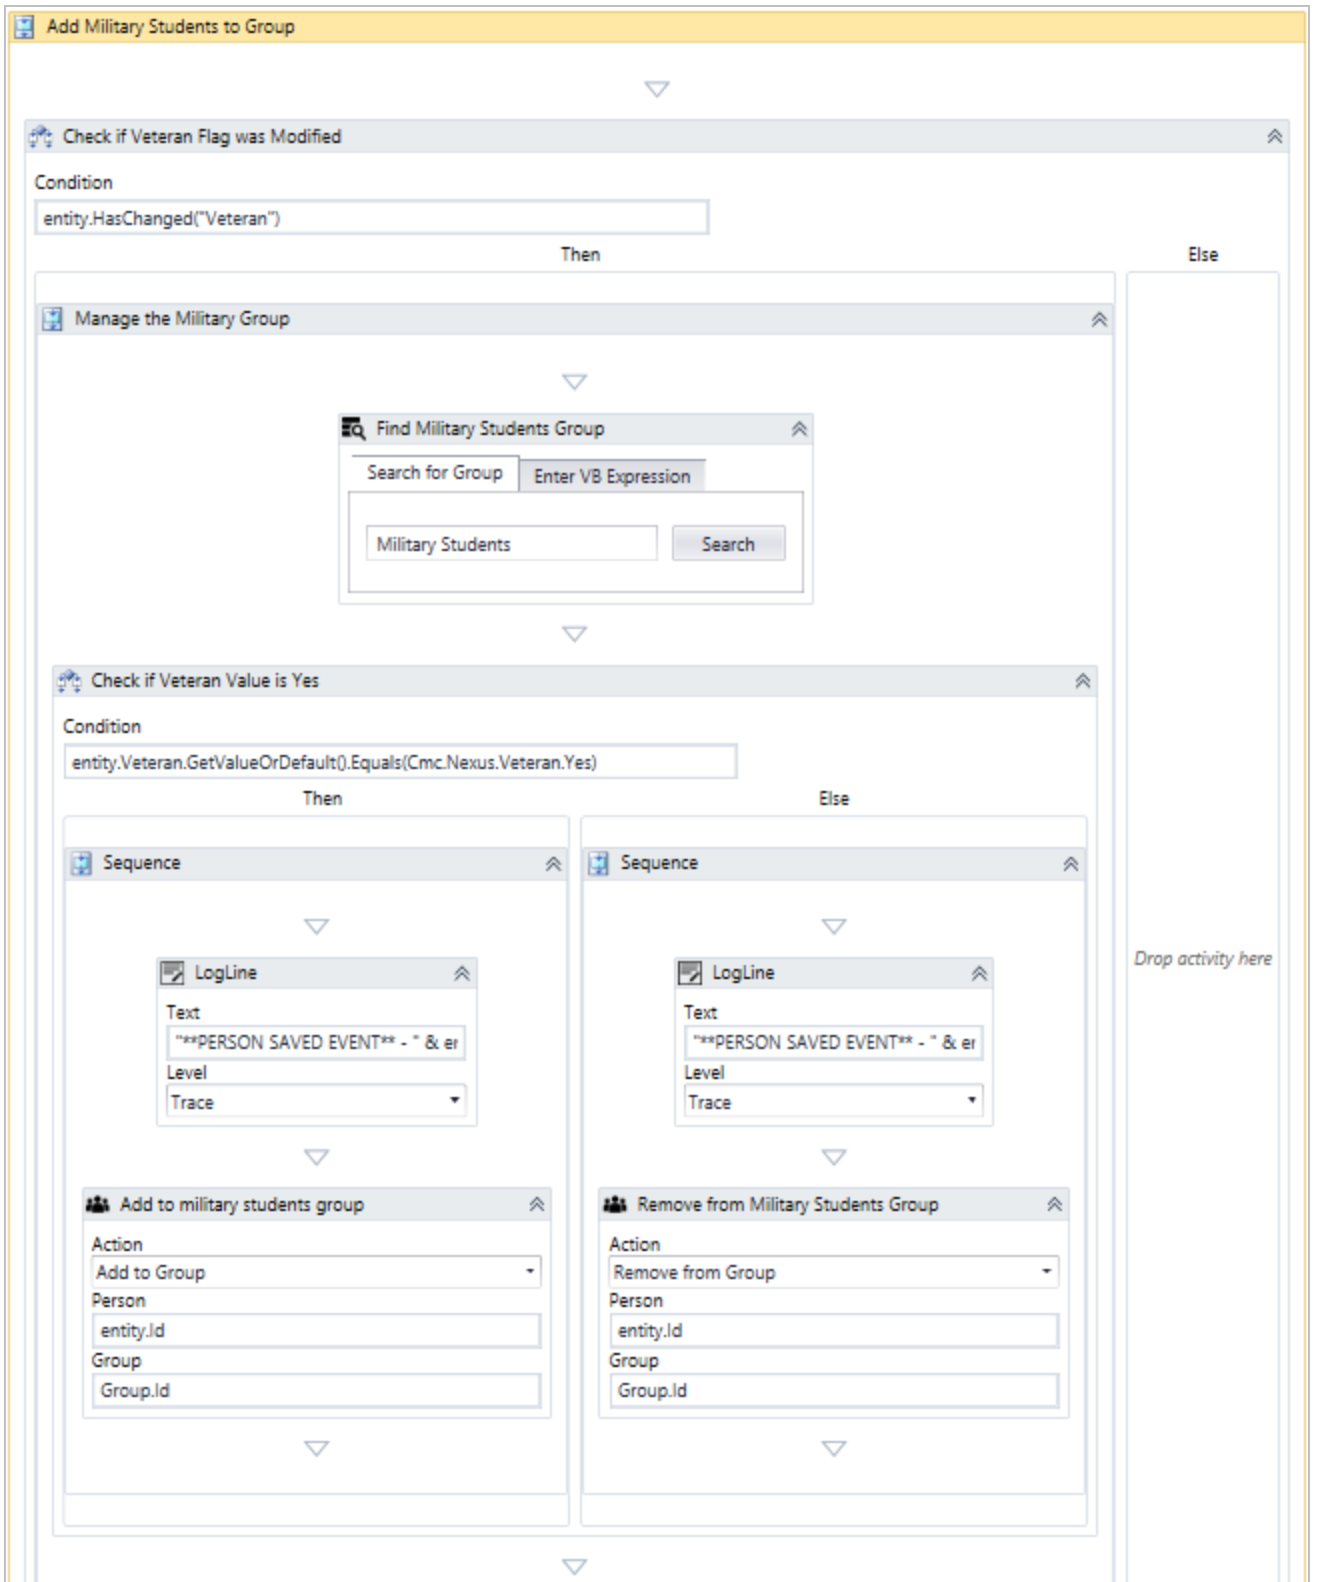 Add Military Students to Group
Check if Veteran Flag was Modified
Condition
entity.HasChanged("Veteran")
Then
Else
Manage the Military Group
Find Military Students Group
Search for Group
Enter VB Expression
Military Students
Search
Check if Veteran Value is Yes
Condition
entity.Veteran.GetValueOrDefault().Equals(Cmc.Nexus.Veteran.Yes)
Then
Else
Sequence
LogLine
Text
"**PERSON SAVED EVENT** - " & er
Level
Trace
Add to military students group
Action
Add to Group
Person
entity.Id
Group
Group.Id
Sequence
LogLine
Text
"**PERSON SAVED EVENT** - " & er
Level
Trace
Remove from Military Students Group
Action
Remove from Group
Person
entity.Id
Group
Group.Id
Drop activity here